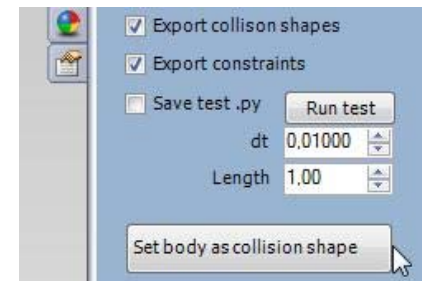 Export collison shapes
Export constraints
Save test .py Run test
dt 0,01000
Length 1,00
Set body as collision shape